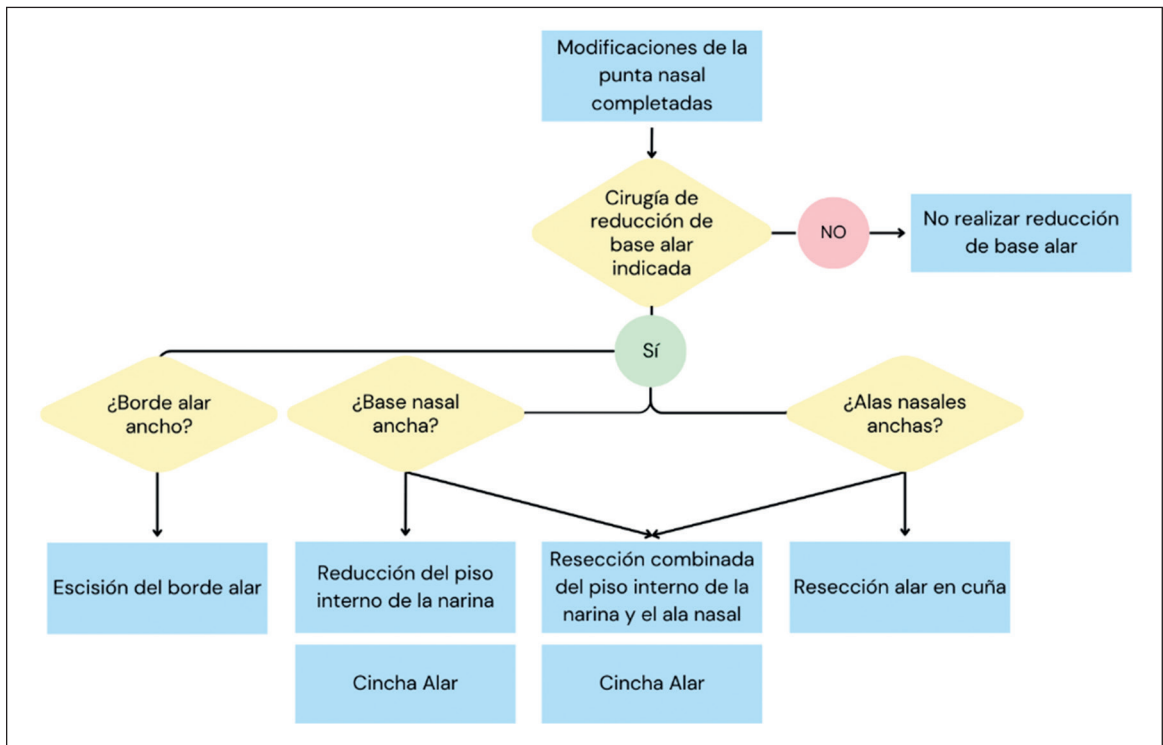 Modificaciones de la
punta nasal
completadas
Cirugía de
reducción de
base alar
indicada
NO
No realizar reducción
de base alar
Sí
¿Borde alar
ancho?
¿Base nasal
ancha?
¿Alas nasales
anchas?
Escisión del borde alar
Reducción del piso
interno de la narina
Resección combinada
del piso interno de la
narina y el ala nasal
Resección alar en cuña
Cincha Alar
Cincha Alar